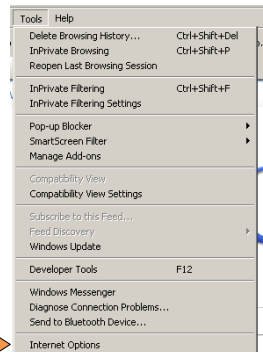 Tools Help
Delete Browsing History... Ctrl+Shift+Del
InPrivate Browsing Ctrl+Shift+P
Reopen Last Browsing Session
InPrivate Filtering Ctrl+Shift+F
InPrivate Filtering Settings
Pop-up Blocker
SmartScreen Filter
Manage Add-ons
Compatibility View
Compatibility View Settings
Subscribe to this Feed...
Feed Discovery
Windows Update
Developer Tools F12
Windows Messenger
Diagnose Connection Problems...
Send to Bluetooth Device...
Internet Options